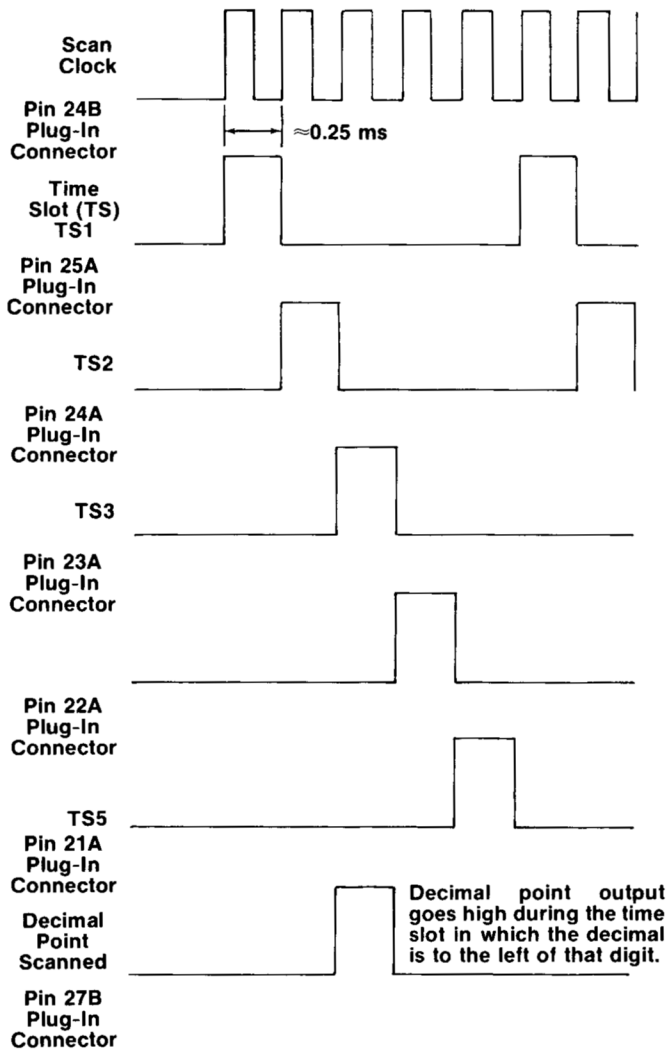 Scan
Clock
Pin 24B
Plug-In
Connector
≈0.25 ms
Time
Slot (TS)
TS1
Pin 25A
Plug-In
Connector
TS2
Pin 24A
Plug-In
Connector
TS3
Pin 23A
Plug-In
Connector
Pin 22A
Plug-In
Connector
TS5
Pin 21A
Plug-In
Connector
Decimal
Point
Scanned
Decimal point output
goes high during the time
slot in which the decimal
is to the left of that digit.
Pin 27B
Plug-In
Connector